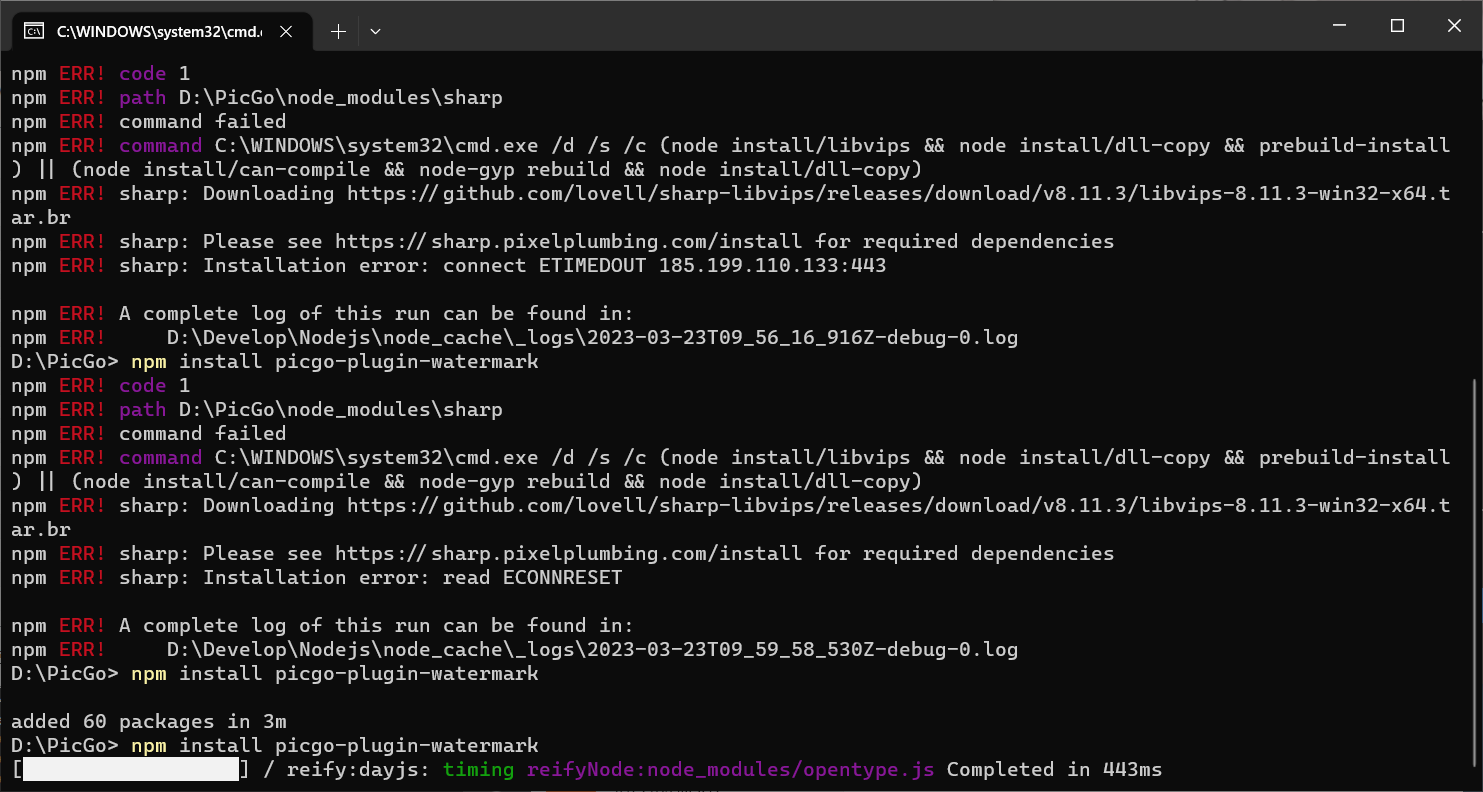 C:\WINDOWS\system32\cmd.e
npm ERR! code 1
npm ERR! path D:\PicGo\node_modules\sharp
npm ERR! command failed
npm ERR! command C:\WINDOWS\system32\cmd.exe /d /s /c (node install/libvips && node install/dll-copy && prebuild-install
) || (node install/can-compile && node-gyp rebuild && node install/dll-copy)
npm ERR! sharp: Downloading https://github.com/lovell/sharp-libvips/releases/download/v8.11.3/libvips-8.11.3-win32-x64.t
ar.br
npm ERR! sharp: Please see https://sharp.pixelplumbing.com/install for required dependencies
npm ERR! sharp: Installation error: connect ETIMEDOUT 185.199.110.133:443
npm ERR! A complete log of this run can be found in:
npm ERR!     D:\Develop\Nodejs\node_cache\_logs\2023-03-23T09_56_16_916Z-debug-0.log
D:\PicGo> npm install picgo-plugin-watermark
npm ERR! code 1
npm ERR! path D:\PicGo\node_modules\sharp
npm ERR! command failed
npm ERR! command C:\WINDOWS\system32\cmd.exe /d /s /c (node install/libvips && node install/dll-copy && prebuild-install
) || (node install/can-compile && node-gyp rebuild && node install/dll-copy)
npm ERR! sharp: Downloading https://github.com/lovell/sharp-libvips/releases/download/v8.11.3/libvips-8.11.3-win32-x64.t
ar.br
npm ERR! sharp: Please see https://sharp.pixelplumbing.com/install for required dependencies
npm ERR! sharp: Installation error: read ECONNRESET
npm ERR! A complete log of this run can be found in:
npm ERR!     D:\Develop\Nodejs\node_cache\_logs\2023-03-23T09_59_58_530Z-debug-0.log
D:\PicGo> npm install picgo-plugin-watermark
added 60 packages in 3m
D:\PicGo> npm install picgo-plugin-watermark
[                  ] / reify:dayjs: timing reifyNode:node_modules/opentype.js Completed in 443ms